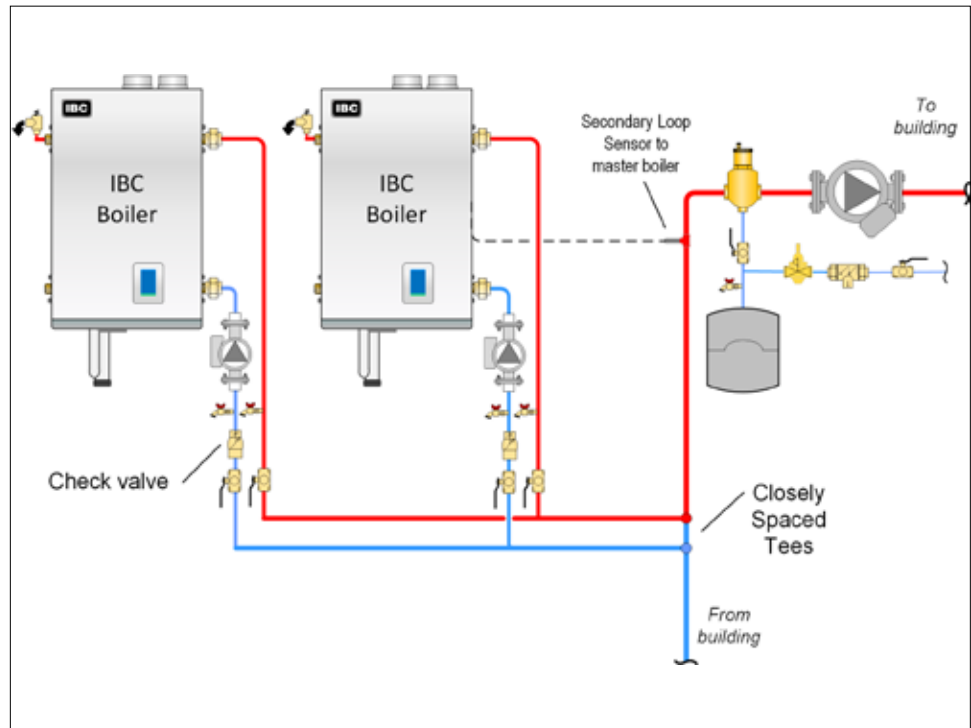 IBC
IBC
Boiler
IBC
IBC
Boiler
Secondary Loop
Sensor to
master boiler
To
building
Check valve
Closely
Spaced
Tees
From
building